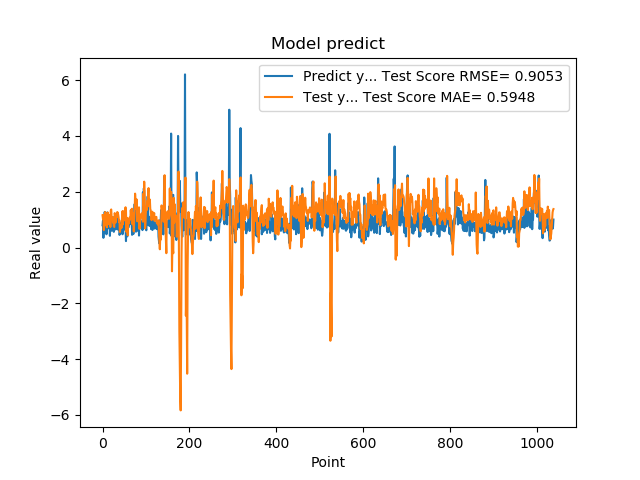 Model predict
Predict y... Test Score RMSE= 0.9053
Test y... Test Score MAE= 0.5948
6
4
2
0
−2
−4
−6
Real value
0 200 400 600 800 1000
Point